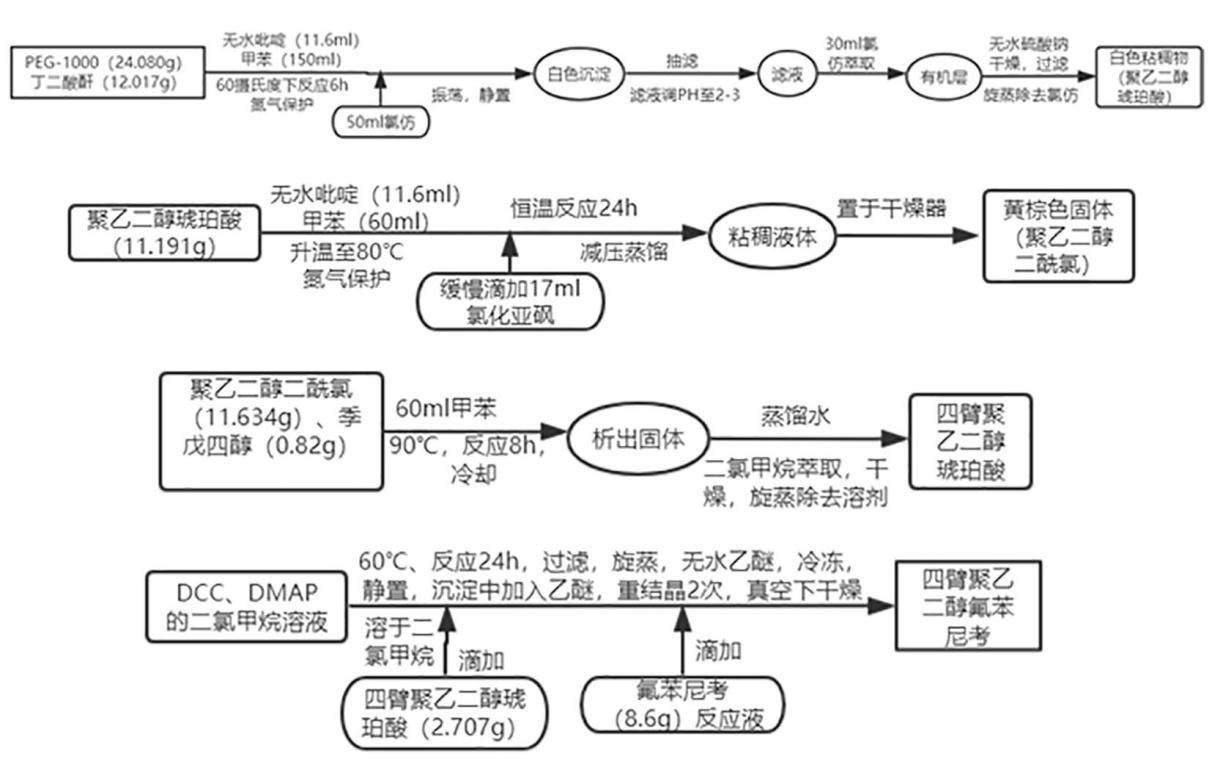 PEG-1000（24.080g）
丁二酸酐（12.017g）
无水吡啶（11.6ml）
甲苯（150ml）
60摄氏度下反应6h
氮气保护
50ml氯仿
振荡，静置
白色沉淀
抽滤
滤液调PH至2-3
滤液
30ml氯
仿萃取
有机层
无水硫酸钠
干燥，过滤
旋蒸除去氯仿
白色粘稠物
（聚乙二醇
琥珀酸）
聚乙二醇琥珀酸
（11.191g）
无水吡啶（11.6ml）
甲苯（60ml）
升温至80℃
氮气保护
缓慢滴加17ml
氯化亚砜
恒温反应24h
减压蒸馏
粘稠液体
置于干燥器
黄棕色固体
（聚乙二醇
二酰氯）
聚乙二醇二酰氯
（11.634g）、季
戊四醇（0.82g）
60ml甲苯
90℃，反应8h，
冷却
析出固体
蒸馏水
二氯甲烷萃取，干
燥，旋蒸除去溶剂
四臂聚
乙二醇
琥珀酸
DCC、DMAP
的二氯甲烷溶液
60℃、反应24h，过滤，旋蒸，无水乙醚，冷冻，
静置，沉淀中加入乙醚，重结晶2次，真空下干燥
溶于二
氯甲烷
滴加
四臂聚乙二醇琥
珀酸（2.707g）
滴加
氟苯尼考
（8.6g）反应液
四臂聚乙
二醇氟苯
尼考